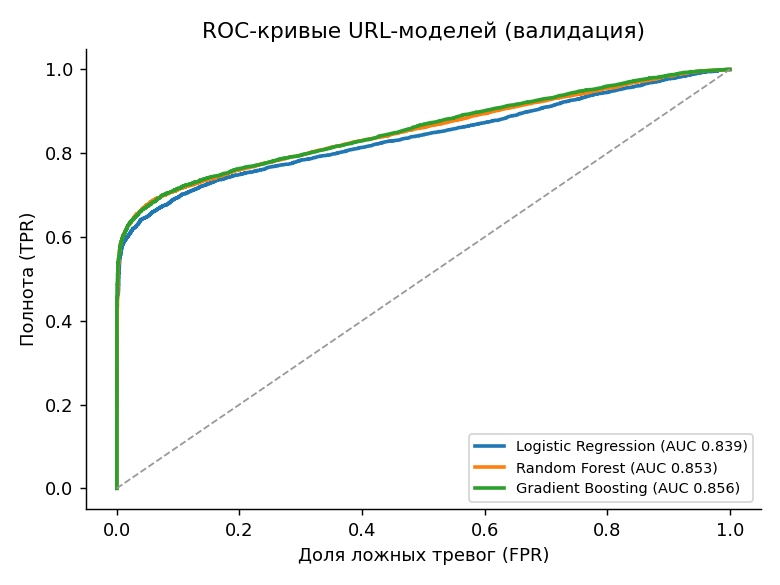 ROC-кривые URL-моделей (валидация)
1.0
0.8
0.6
0.4
0.2
0.0
Полнота (TPR)
Logistic Regression (AUC 0.839)
Random Forest (AUC 0.853)
Gradient Boosting (AUC 0.856)
0.0
0.2
0.4
0.6
0.8
1.0
Доля ложных тревог (FPR)